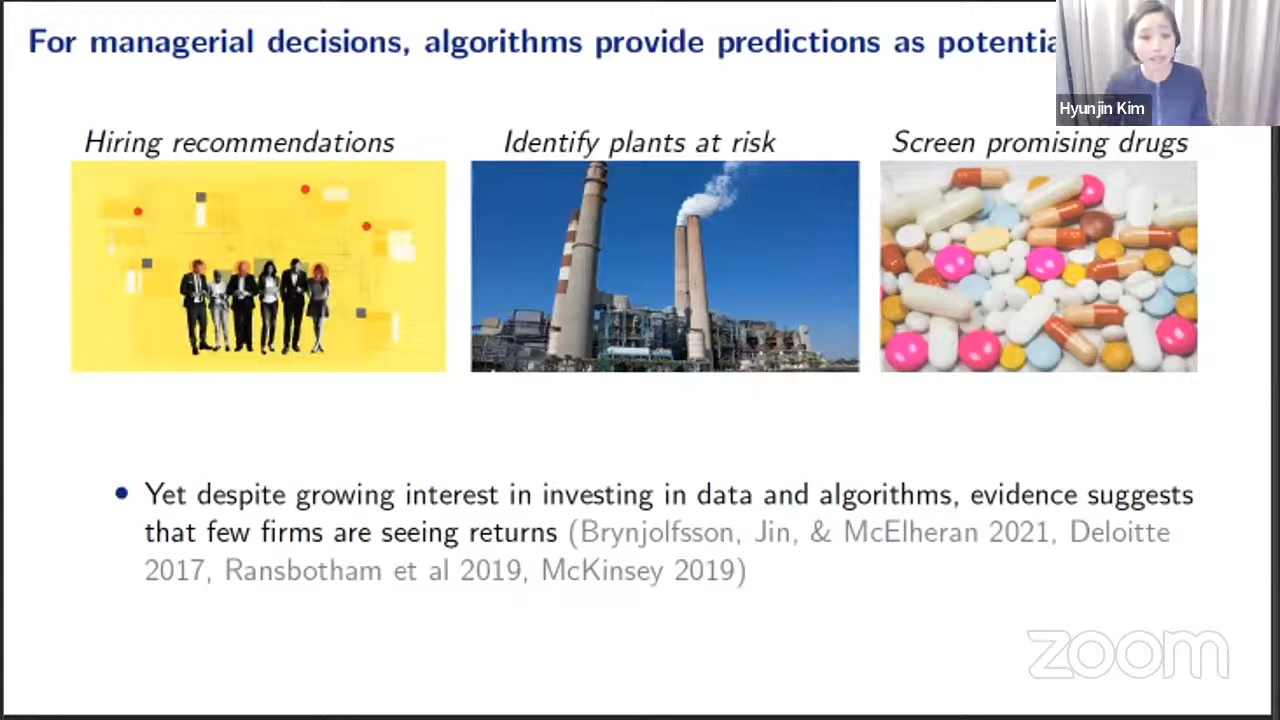 For managerial decisions, algorithms provide predictions as
Hyunjin Kim
Hiring recommendations
Identify plants at risk
Screen promising drugs
Yet despite growing interest in investing in data and algorithms, evidence suggests
that few firms are seeing returns (Brynjolfsson, Jin, & McElheran 2021, Deloitte
2017, Ransbotham et al 2019, McKinsey 2019)
zoom